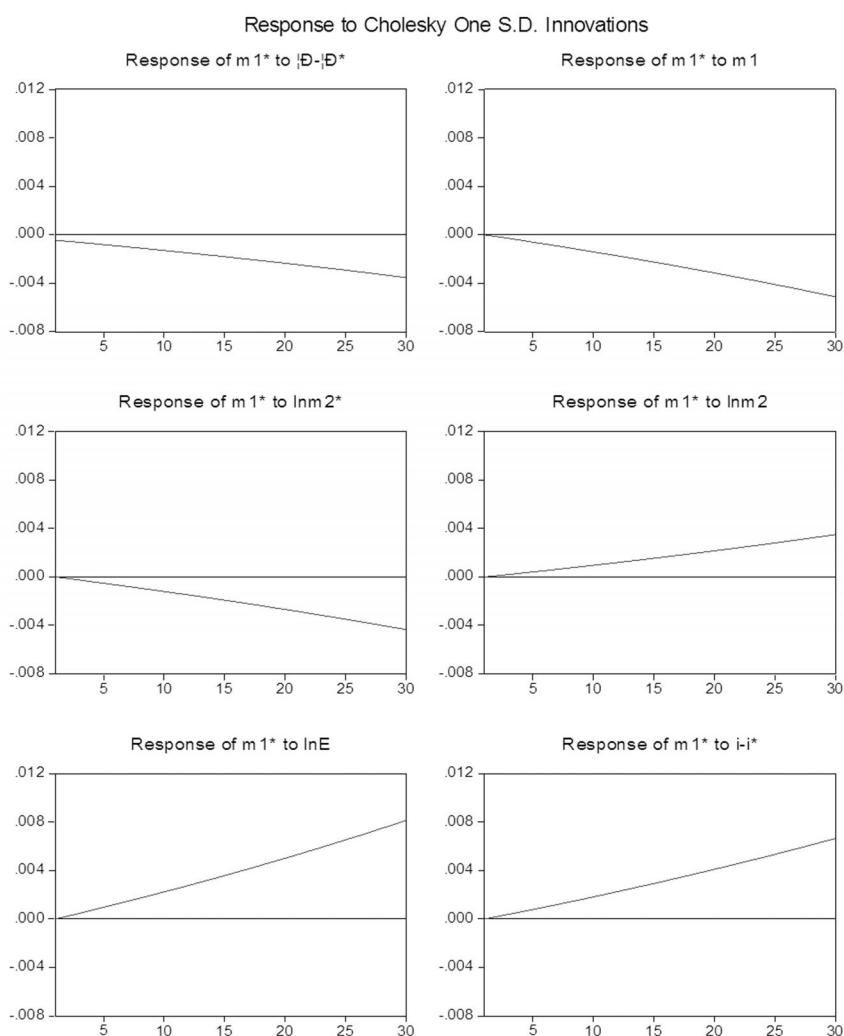 Response to Cholesky One S.D. Innovations
Response of m1* to ¦Ð-¦Ð*
Response of m1* to m1
.012
.008
.004
.000
-.004
-.008
5 10 15 20 25 30
.012
.008
.004
.000
-.004
-.008
5 10 15 20 25 30
Response of m1* to lnm2*
Response of m1* to lnm2
.012
.008
.004
.000
-.004
-.008
5 10 15 20 25 30
.012
.008
.004
.000
-.004
-.008
5 10 15 20 25 30
Response of m1* to lnE
Response of m1* to i-i*
.012
.008
.004
.000
-.004
-.008
5 10 15 20 25 30
.012
.008
.004
.000
-.004
-.008
5 10 15 20 25 30